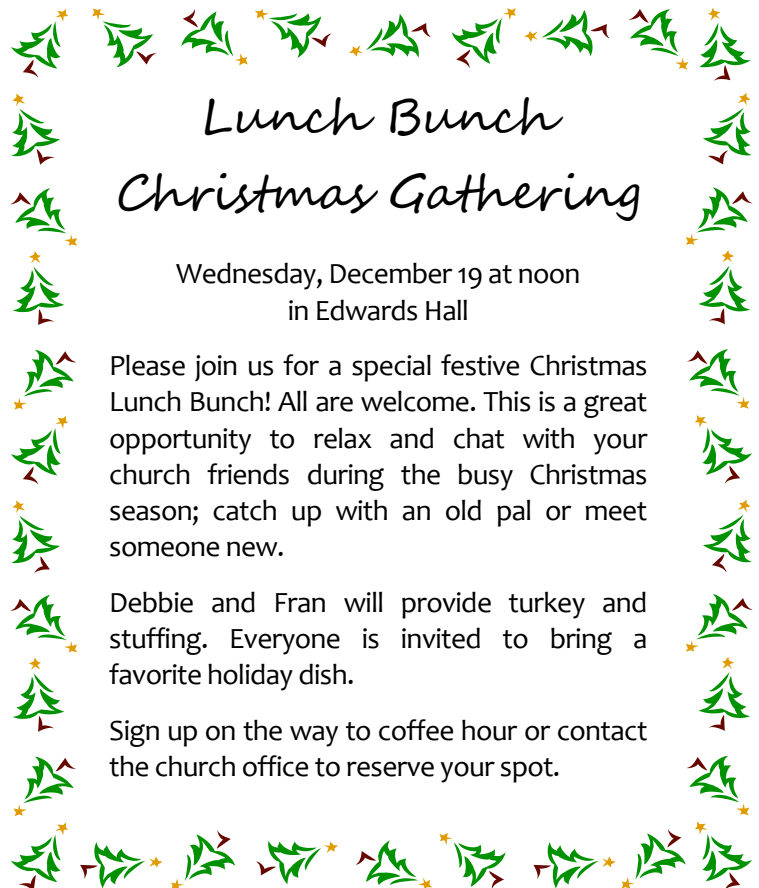 Lunch Bunch
Christmas Gathering
Wednesday, December 19 at noon
in Edwards Hall
Please join us for a special festive Christmas
Lunch Bunch! All are welcome. This is a great
opportunity to relax and chat with your
church friends during the busy Christmas
season; catch up with an old pal or meet
someone new.
Debbie and Fran will provide turkey and
stuffing. Everyone is invited to bring a
favorite holiday dish.
Sign up on the way to coffee hour or contact
the church office to reserve your spot.